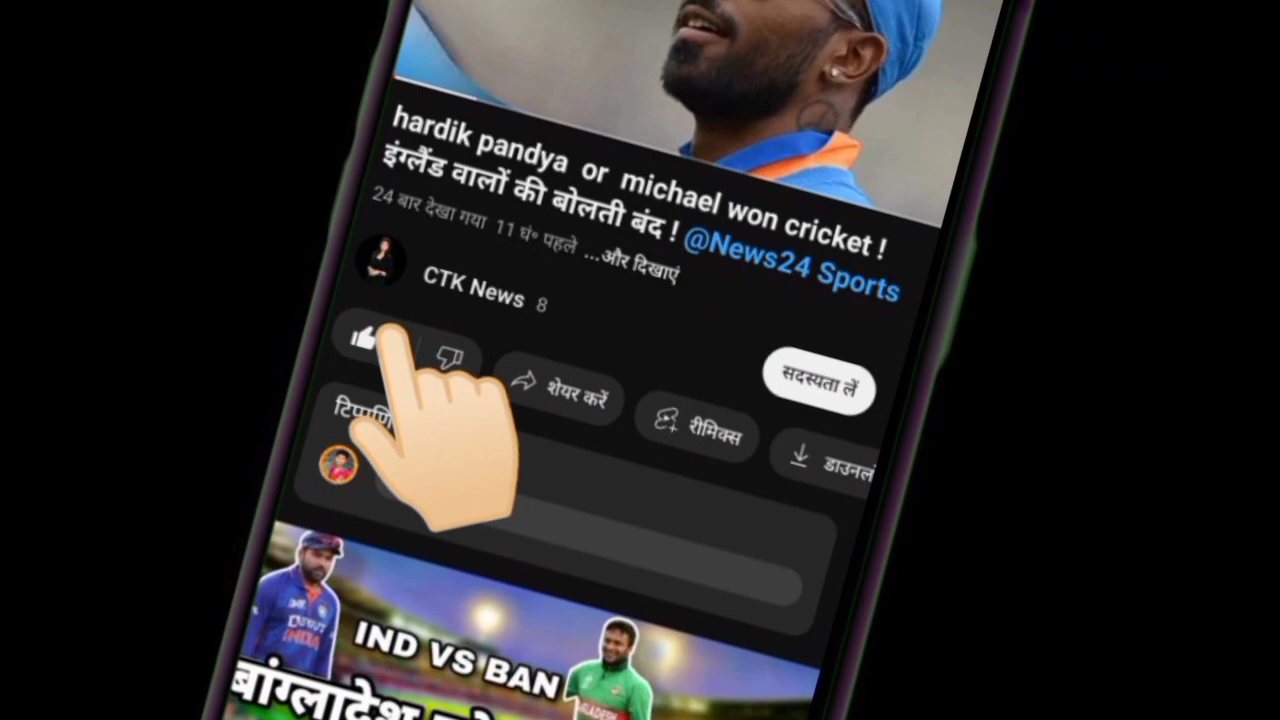 hardik pandya or michael won cricket !
इंग्लैंड वालों की बोलती बंद ! @News24 Sports
24 बार देखा गया 11 घं॰ पहले ...और दिखाएं
CTK News 8
सदस्यता लें
शेयर करें
रीमिक्स
IND VS BAN
बांग्लादेश